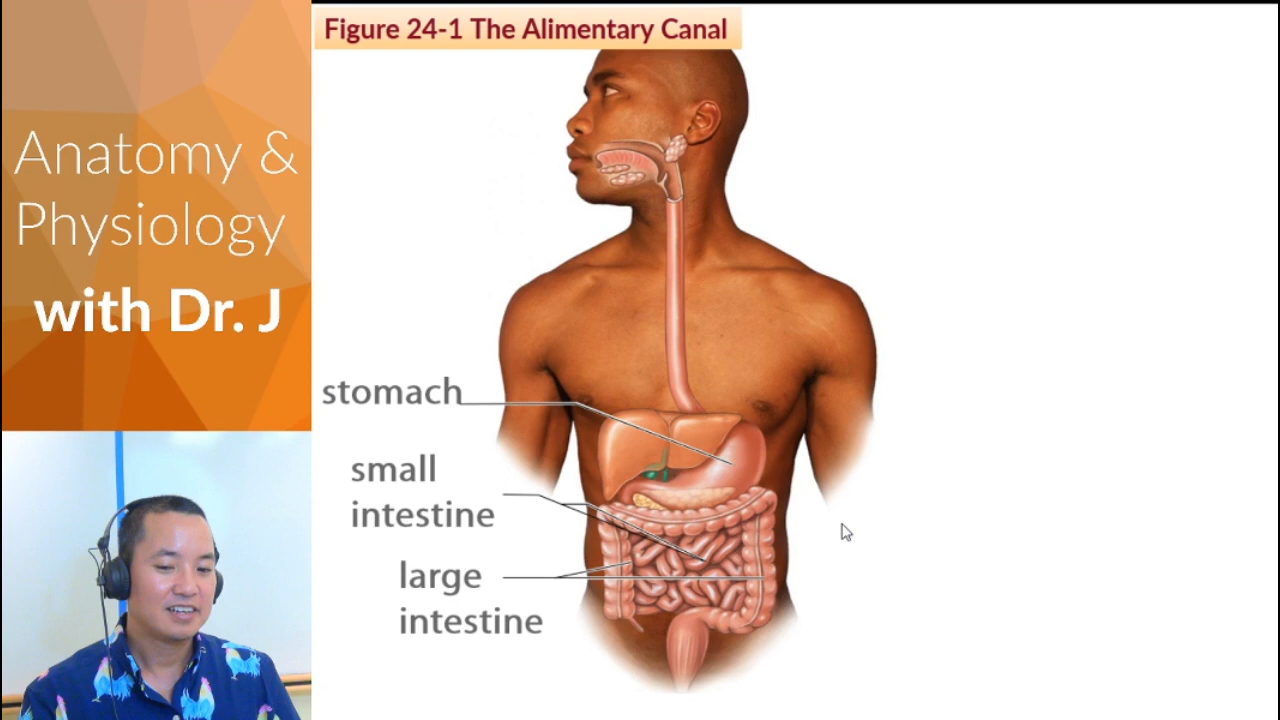 Anatomy &
Physiology
with Dr. J
Figure 24-1 The Alimentary Canal
stomach
small
intestine
large
intestine